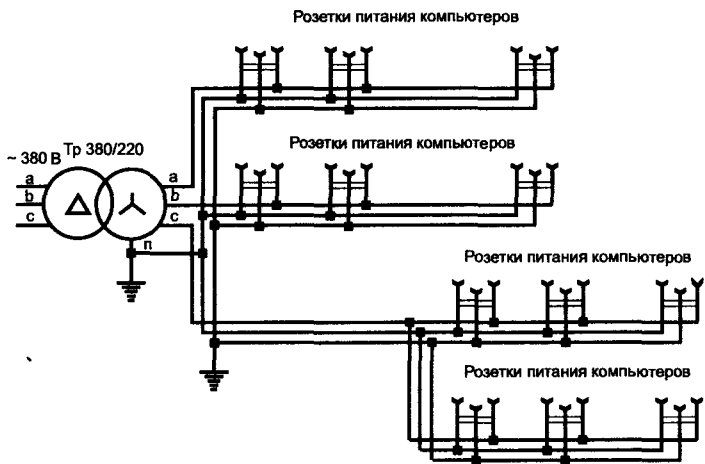 Розетки питания компьютеров
Розетки питания компьютеров
~ 380 В Тр 380/220
a a
b b
c c
п
Розетки питания компьютеров
Розетки питания компьютеров